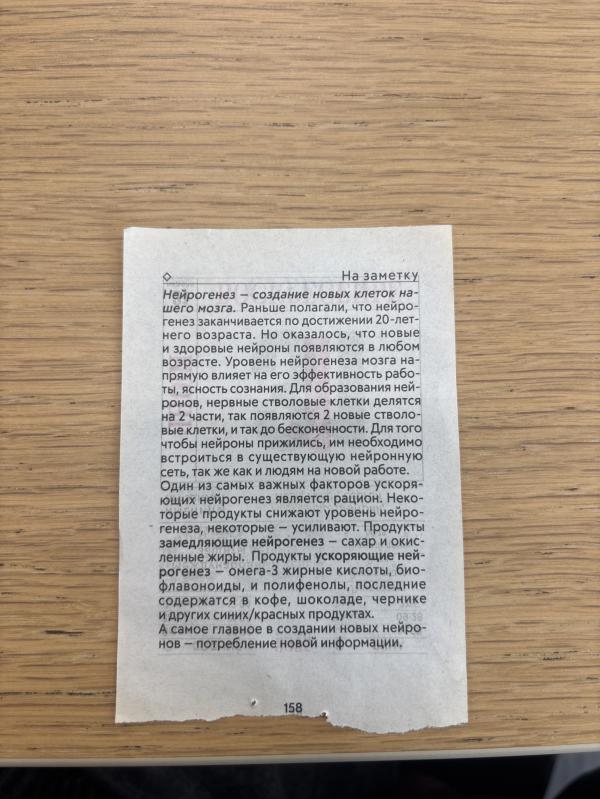 На заметку
Нейрогенез – создание новых клеток на-
шего мозга. Раньше полагали, что нейро-
генез заканчивается по достижении 20-лет-
него возраста. Но оказалось, что новые
и здоровые нейроны появляются в любом
возрасте. Уровень нейрогенеза мозга на-
прямую влияет на его эффективность рабо-
ты, ясность сознания. Для образования ней-
ронов, нервные стволовые клетки делятся
на 2 части, так появляются 2 новые стволо-
вые клетки, и так до бесконечности. Для того
чтобы нейроны прижились, им необходимо
встроиться в существующую нейронную
сеть, так же как и людям на новой работе.
Один из самых важных факторов ускоря-
ющих нейрогенез является рацион. Неко-
торые продукты снижают уровень нейро-
генеза, некоторые – усиливают. Продукты
замедляющие нейрогенез – сахар и окис-
ленные жиры. Продукты ускоряющие ней-
рогенез – омега-3 жирные кислоты, био-
флавоноиды, и полифенолы, последние
содержатся в кофе, шоколаде, чернике
и других синих/красных продуктах.
А самое главное в создании новых нейро-
нов – потребление новой информации.
158